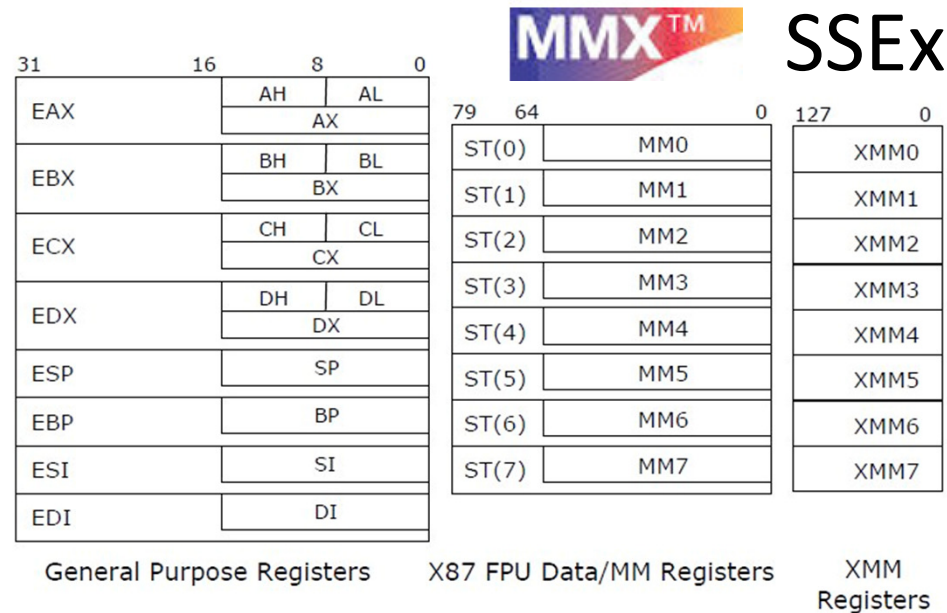 MMX™ SSEx
31 16 8 0
79 64 0
127 0
EAX AH AL
AX
EBX BH BL
BX
ECX CH CL
CX
EDX DH DL
DX
ESP SP
EBP BP
ESI SI
EDI DI
General Purpose Registers
ST(0) MM0
ST(1) MM1
ST(2) MM2
ST(3) MM3
ST(4) MM4
ST(5) MM5
ST(6) MM6
ST(7) MM7
X87 FPU Data/MM Registers
XMM0
XMM1
XMM2
XMM3
XMM4
XMM5
XMM6
XMM7
XMM
Registers